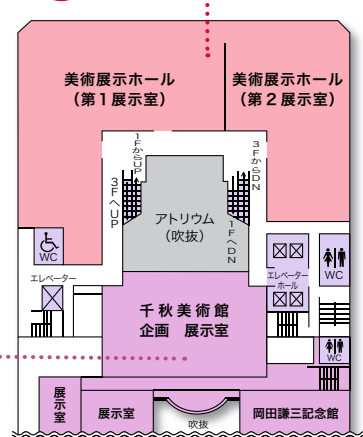 美術展示ホール
（第１展示室）
美術展示ホール
（第２展示室）
1FからUP
3FからDN
3FへUP
1FへDN
アトリウム
（吹抜）
WC
エレベーター
エレベーター
ホール
WC
千秋美術館
企画 展示室
WC
展示室
展示室
吹抜
岡田謙三記念館